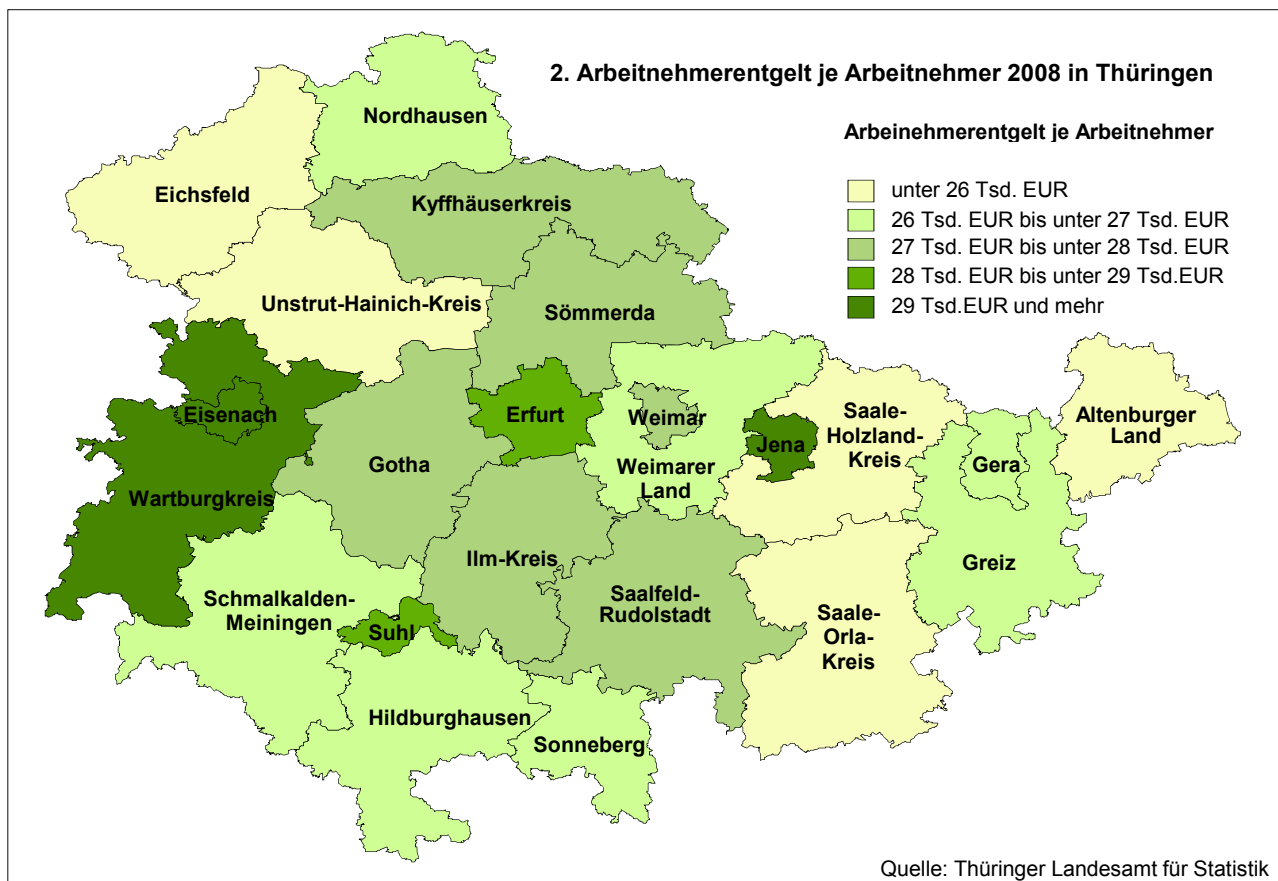 2. Arbeitnehmerentgelt je Arbeitnehmer 2008 in Thüringen
Arbeinehmerentgelt je Arbeitnehmer
unter 26 Tsd. EUR
26 Tsd. EUR bis unter 27 Tsd. EUR
27 Tsd. EUR bis unter 28 Tsd. EUR
28 Tsd. EUR bis unter 29 Tsd.EUR
29 Tsd.EUR und mehr
Nordhausen
Eichsfeld
Kyffhäuserkreis
Unstrut-Hainich-Kreis
Sömmerda
Eisenach
Erfurt
Weimar
Jena
Saale-
Holzland-
Kreis
Altenburger
Land
Gotha
Weimarer
Land
Gera
Wartburgkreis
Ilm-Kreis
Greiz
Schmalkalden-
Meiningen
Saalfeld-
Rudolstadt
Suhl
Saale-
Orla-
Kreis
Hildburghausen
Sonneberg
Quelle: Thüringer Landesamt für Statistik